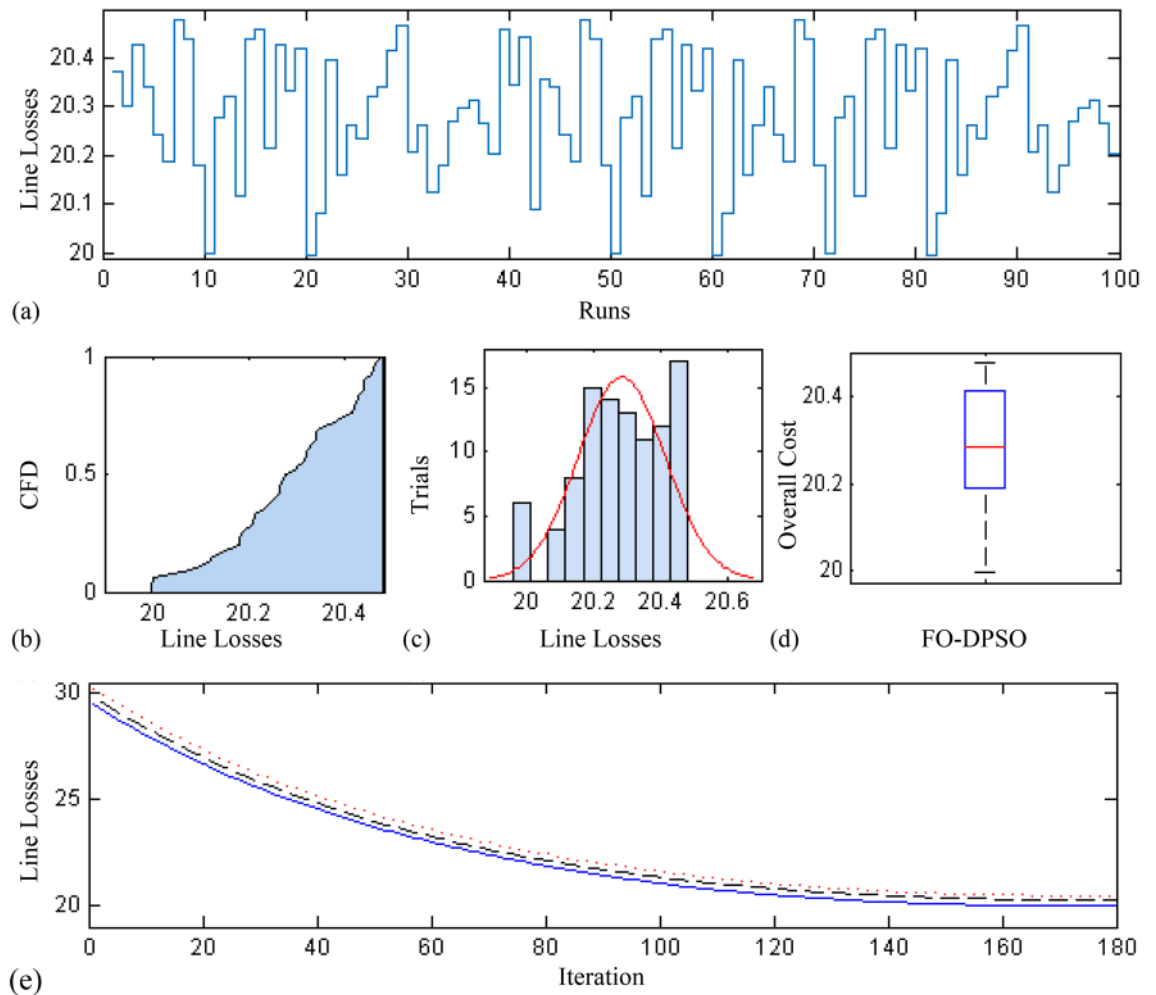 20.4
20.3
20.2
20.1
20
Line Losses
0 10 20 30 40 50 60 70 80 90 100
Runs
(a)
1
0.5
0
CFD
20 20.2 20.4
Line Losses
(b)
15
10
5
0
Trials
20 20.2 20.4 20.6
Line Losses
(c)
20.4
20.2
20
Overall Cost
FO-DPSO
(d)
30
25
20
Line Losses
0 20 40 60 80 100 120 140 160 180
Iteration
(e)